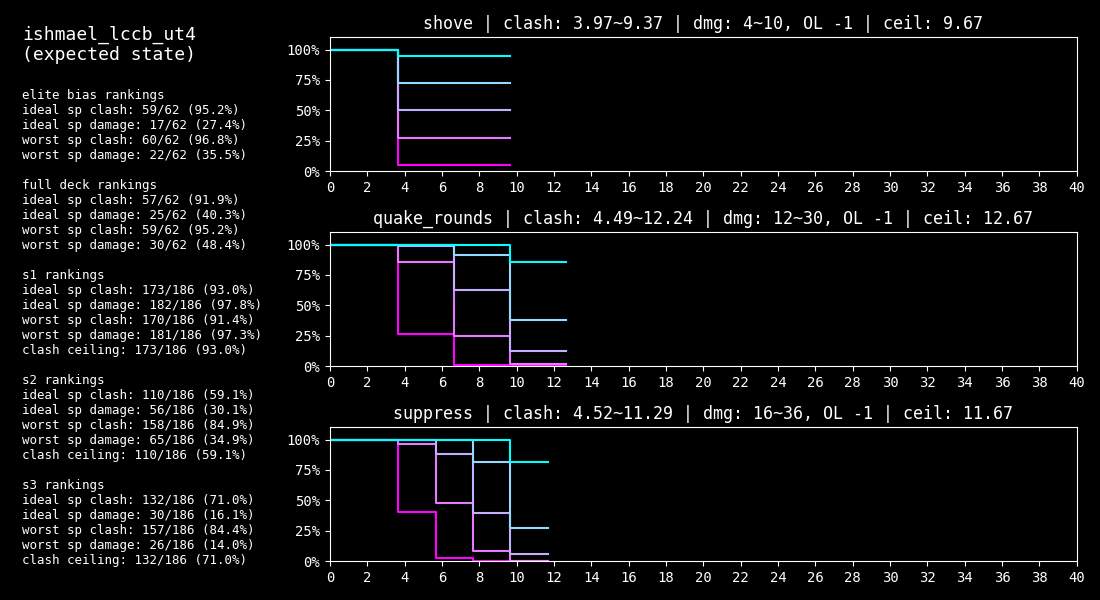 ishmael_lccb_ut4
(expected state)
elite bias rankings
ideal sp clash: 59/62 (95.2%)
ideal sp damage: 17/62 (27.4%)
worst sp clash: 60/62 (96.8%)
worst sp damage: 22/62 (35.5%)
full deck rankings
ideal sp clash: 57/62 (91.9%)
ideal sp damage: 25/62 (40.3%)
worst sp clash: 59/62 (95.2%)
worst sp damage: 30/62 (48.4%)
s1 rankings
ideal sp clash: 173/186 (93.0%)
ideal sp damage: 182/186 (97.8%)
worst sp clash: 170/186 (91.4%)
worst sp damage: 181/186 (97.3%)
clash ceiling: 173/186 (93.0%)
s2 rankings
ideal sp clash: 110/186 (59.1%)
ideal sp damage: 56/186 (30.1%)
worst sp clash: 158/186 (84.9%)
worst sp damage: 65/186 (34.9%)
clash ceiling: 110/186 (59.1%)
s3 rankings
ideal sp clash: 132/186 (71.0%)
ideal sp damage: 30/186 (16.1%)
worst sp clash: 157/186 (84.4%)
worst sp damage: 26/186 (14.0%)
clash ceiling: 132/186 (71.0%)
shove | clash: 3.97~9.37 | dmg: 4~10, OL -1 | ceil: 9.67
100%
75%
50%
25%
0%
0 2 4 6 8 10 12 14 16 18 20 22 24 26 28 30 32 34 36 38 40
quake_rounds | clash: 4.49~12.24 | dmg: 12~30, OL -1 | ceil: 12.67
100%
75%
50%
25%
0%
0 2 4 6 8 10 12 14 16 18 20 22 24 26 28 30 32 34 36 38 40
suppress | clash: 4.52~11.29 | dmg: 16~36, OL -1 | ceil: 11.67
100%
75%
50%
25%
0%
0 2 4 6 8 10 12 14 16 18 20 22 24 26 28 30 32 34 36 38 40